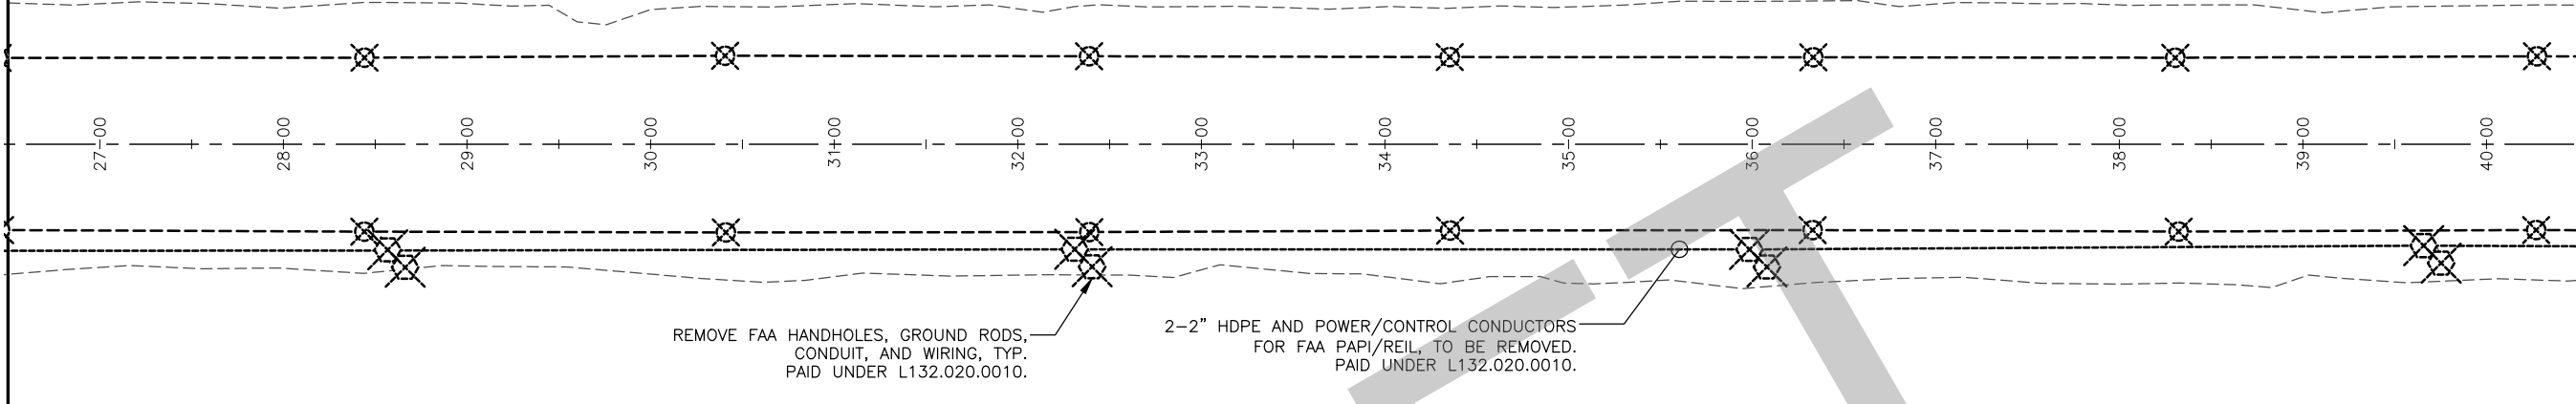 27+00
28+00
29+00
30+00
31+00
32+00
33+00
34+00
35+00
36+00
37+00
38+00
39+00
40+00
REMOVE FAA HANDHOLES, GROUND RODS,
CONDUIT, AND WIRING, TYP.
PAID UNDER L132.020.0010.
2-2" HDPE AND POWER/CONTROL CONDUCTORS
FOR FAA PAPI/REIL, TO BE REMOVED.
PAID UNDER L132.020.0010.